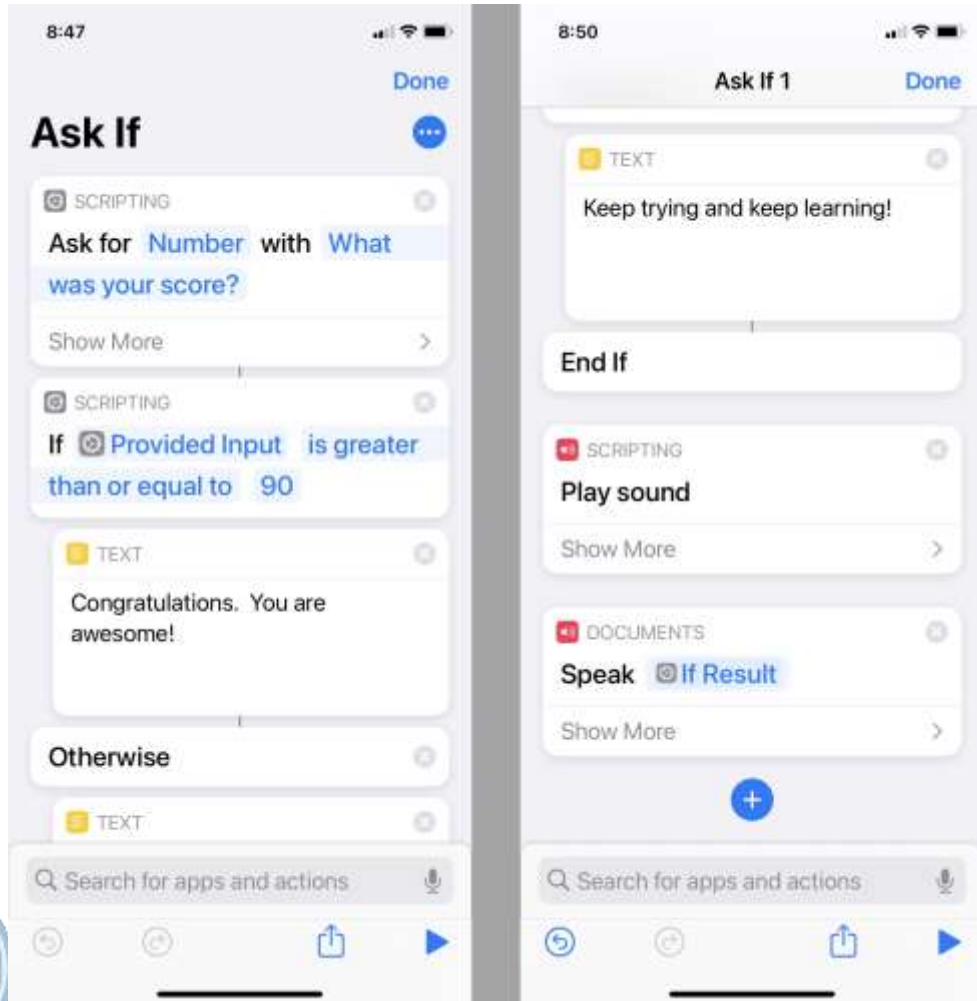 8:47
Done
Ask If
SCRIPTING
Ask for Number with What
was your score?
Show More
SCRIPTING
If Provided Input is greater
than or equal to 90
TEXT
Congratulations. You are
awesome!
Otherwise
TEXT
Search for apps and actions
8:50
Ask If 1
Done
TEXT
Keep trying and keep learning!
End If
SCRIPTING
Play sound
Show More
DOCUMENTS
Speak If Result
Show More
Search for apps and actions